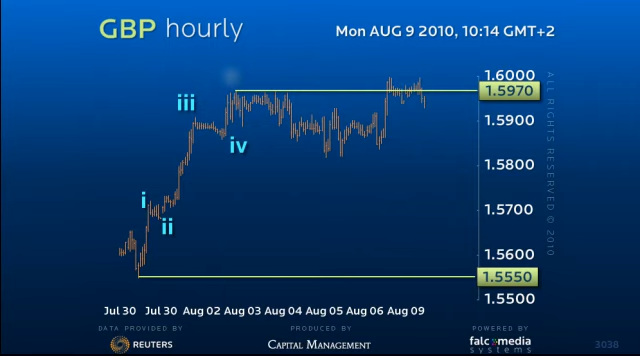 GBP hourly
Mon AUG 9 2010, 10:14 GMT+2
1.6000
1.5970
1.5900
1.5800
1.5700
1.5600
1.5550
1.5500
i
ii
iii
iv
Jul 30 Jul 30 Aug 02 Aug 03 Aug 04 Aug 05 Aug 06 Aug 09
ALL RIGHTS RESERVED © 2010
DATA PROVIDED BY
REUTERS
PRODUCED BY
CAPITAL MANAGEMENT
POWERED BY
falc media
systems
3038